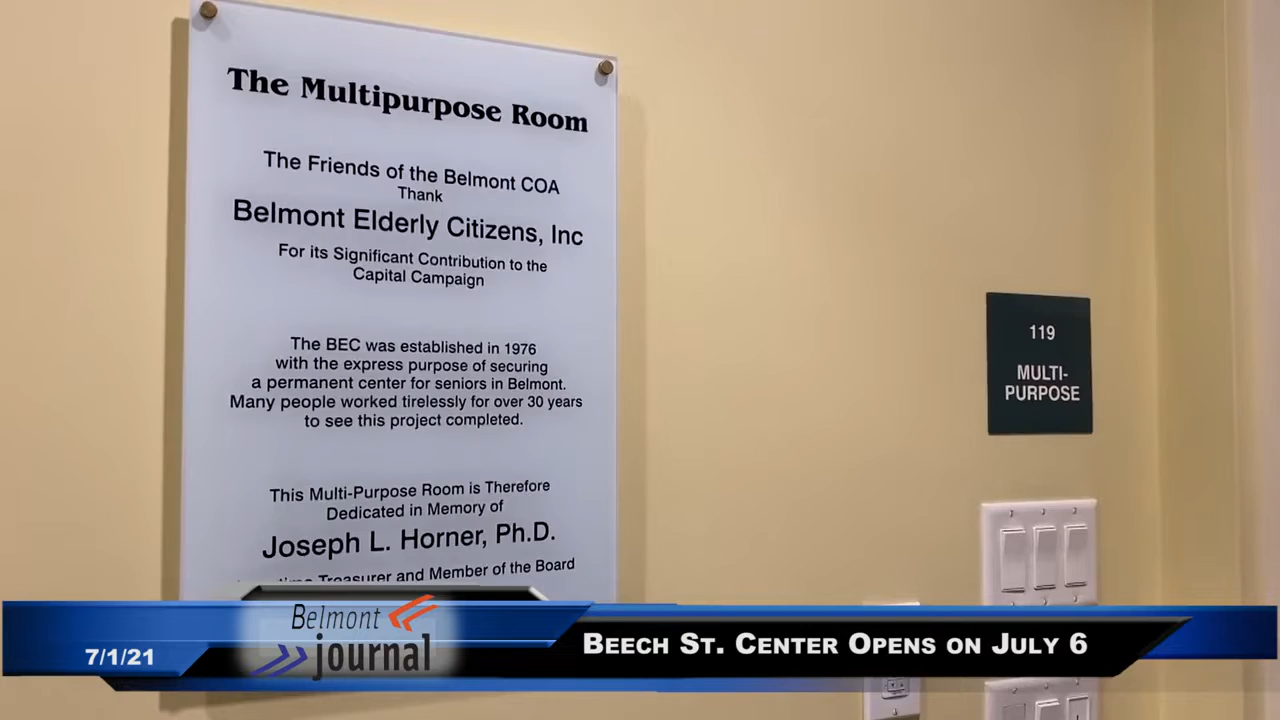 The Multipurpose Room
The Friends of the Belmont COA
Thank
Belmont Elderly Citizens, Inc
For its Significant Contribution to the
Capital Campaign
The BEC was established in 1976
with the express purpose of securing
a permanent center for seniors in Belmont.
Many people worked tirelessly for over 30 years
to see this project completed.
This Multi-Purpose Room is Therefore
Dedicated in Memory of
Joseph L. Horner, Ph.D.
Treasurer and Member of the Board
119
MULTI-
PURPOSE
Belmont
journal
7/1/21
BEECH ST. CENTER OPENS ON JULY 6